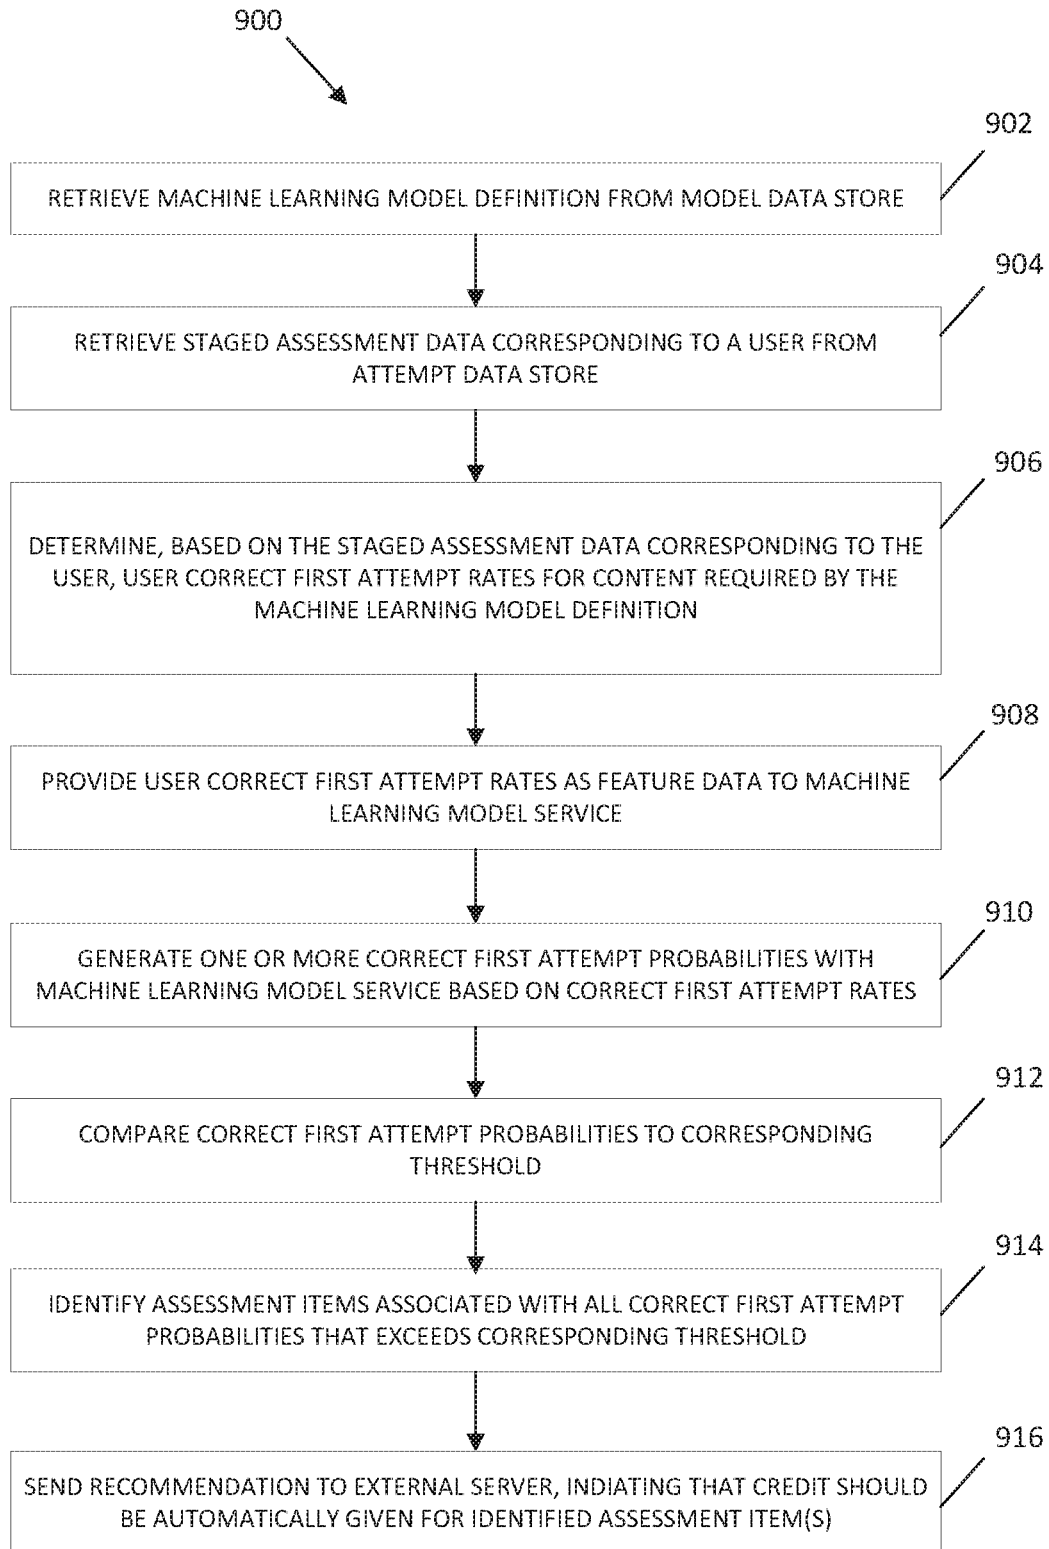 900
902
RETRIEVE MACHINE LEARNING MODEL DEFINITION FROM MODEL DATA STORE
904
RETRIEVE STAGED ASSESSMENT DATA CORRESPONDING TO A USER FROM
ATTEMPT DATA STORE
906
DETERMINE, BASED ON THE STAGED ASSESSMENT DATA CORRESPONDING TO THE
USER, USER CORRECT FIRST ATTEMPT RATES FOR CONTENT REQUIRED BY THE
MACHINE LEARNING MODEL DEFINITION
908
PROVIDE USER CORRECT FIRST ATTEMPT RATES AS FEATURE DATA TO MACHINE
LEARNING MODEL SERVICE
910
GENERATE ONE OR MORE CORRECT FIRST ATTEMPT PROBABILITIES WITH
MACHINE LEARNING MODEL SERVICE BASED ON CORRECT FIRST ATTEMPT RATES
912
COMPARE CORRECT FIRST ATTEMPT PROBABILITIES TO CORRESPONDING
THRESHOLD
914
IDENTIFY ASSESSMENT ITEMS ASSOCIATED WITH ALL CORRECT FIRST ATTEMPT
PROBABILITIES THAT EXCEEDS CORRESPONDING THRESHOLD
916
SEND RECOMMENDATION TO EXTERNAL SERVER, INDIATING THAT CREDIT SHOULD
BE AUTOMATICALLY GIVEN FOR IDENTIFIED ASSESSMENT ITEM(S)